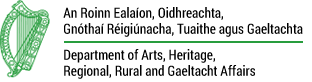 An Roinn Ealaíon, Oidhreachta,
Gnóthaí Réigiúnacha, Tuaithe agus Gaeltachta
Department of Arts, Heritage,
Regional, Rural and Gaeltacht Affairs